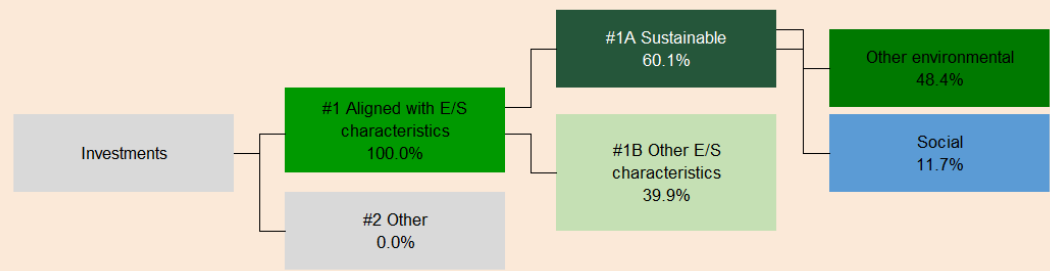 Investments
#1 Aligned with E/S
characteristics
100.0%
#2 Other
0.0%
#1A Sustainable
60.1%
#1B Other E/S
characteristics
39.9%
Other environmental
48.4%
Social
11.7%